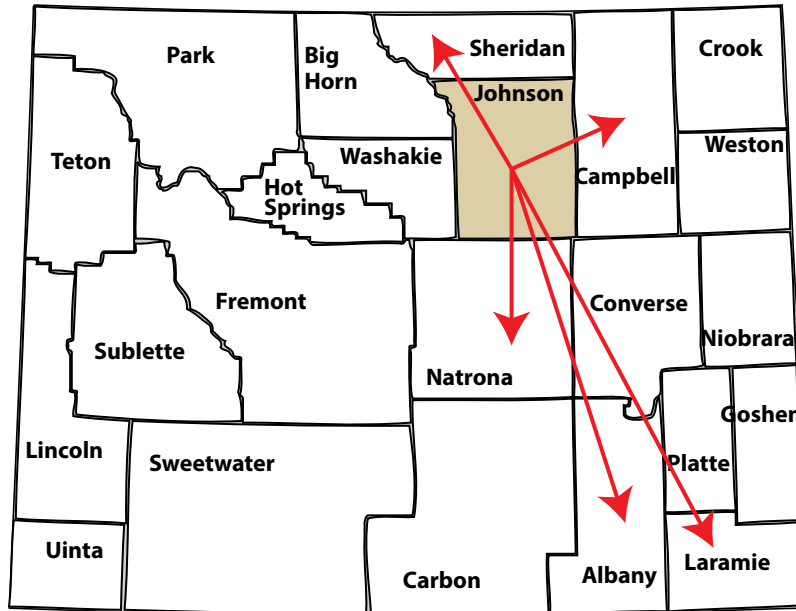 Park
Big
Horn
Sheridan
Crook
Johnson
Teton
Washakie
Weston
Hot
Springs
Campbell
Fremont
Converse
Sublette
Niobrara
Natrona
Goshen
Lincoln
Sweetwater
Platte
Uinta
Carbon
Albany
Laramie